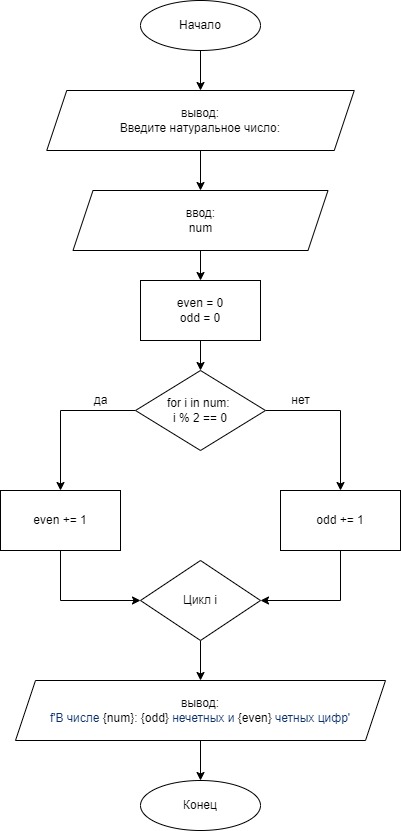 Начало
вывод:
Введите натуральное число:
ввод:
num
even = 0
odd = 0
for i in num:
i % 2 == 0
да
нет
even += 1
odd += 1
Цикл i
вывод:
f'В числе {num}: {odd} нечетных и {even} четных цифр'
Конец